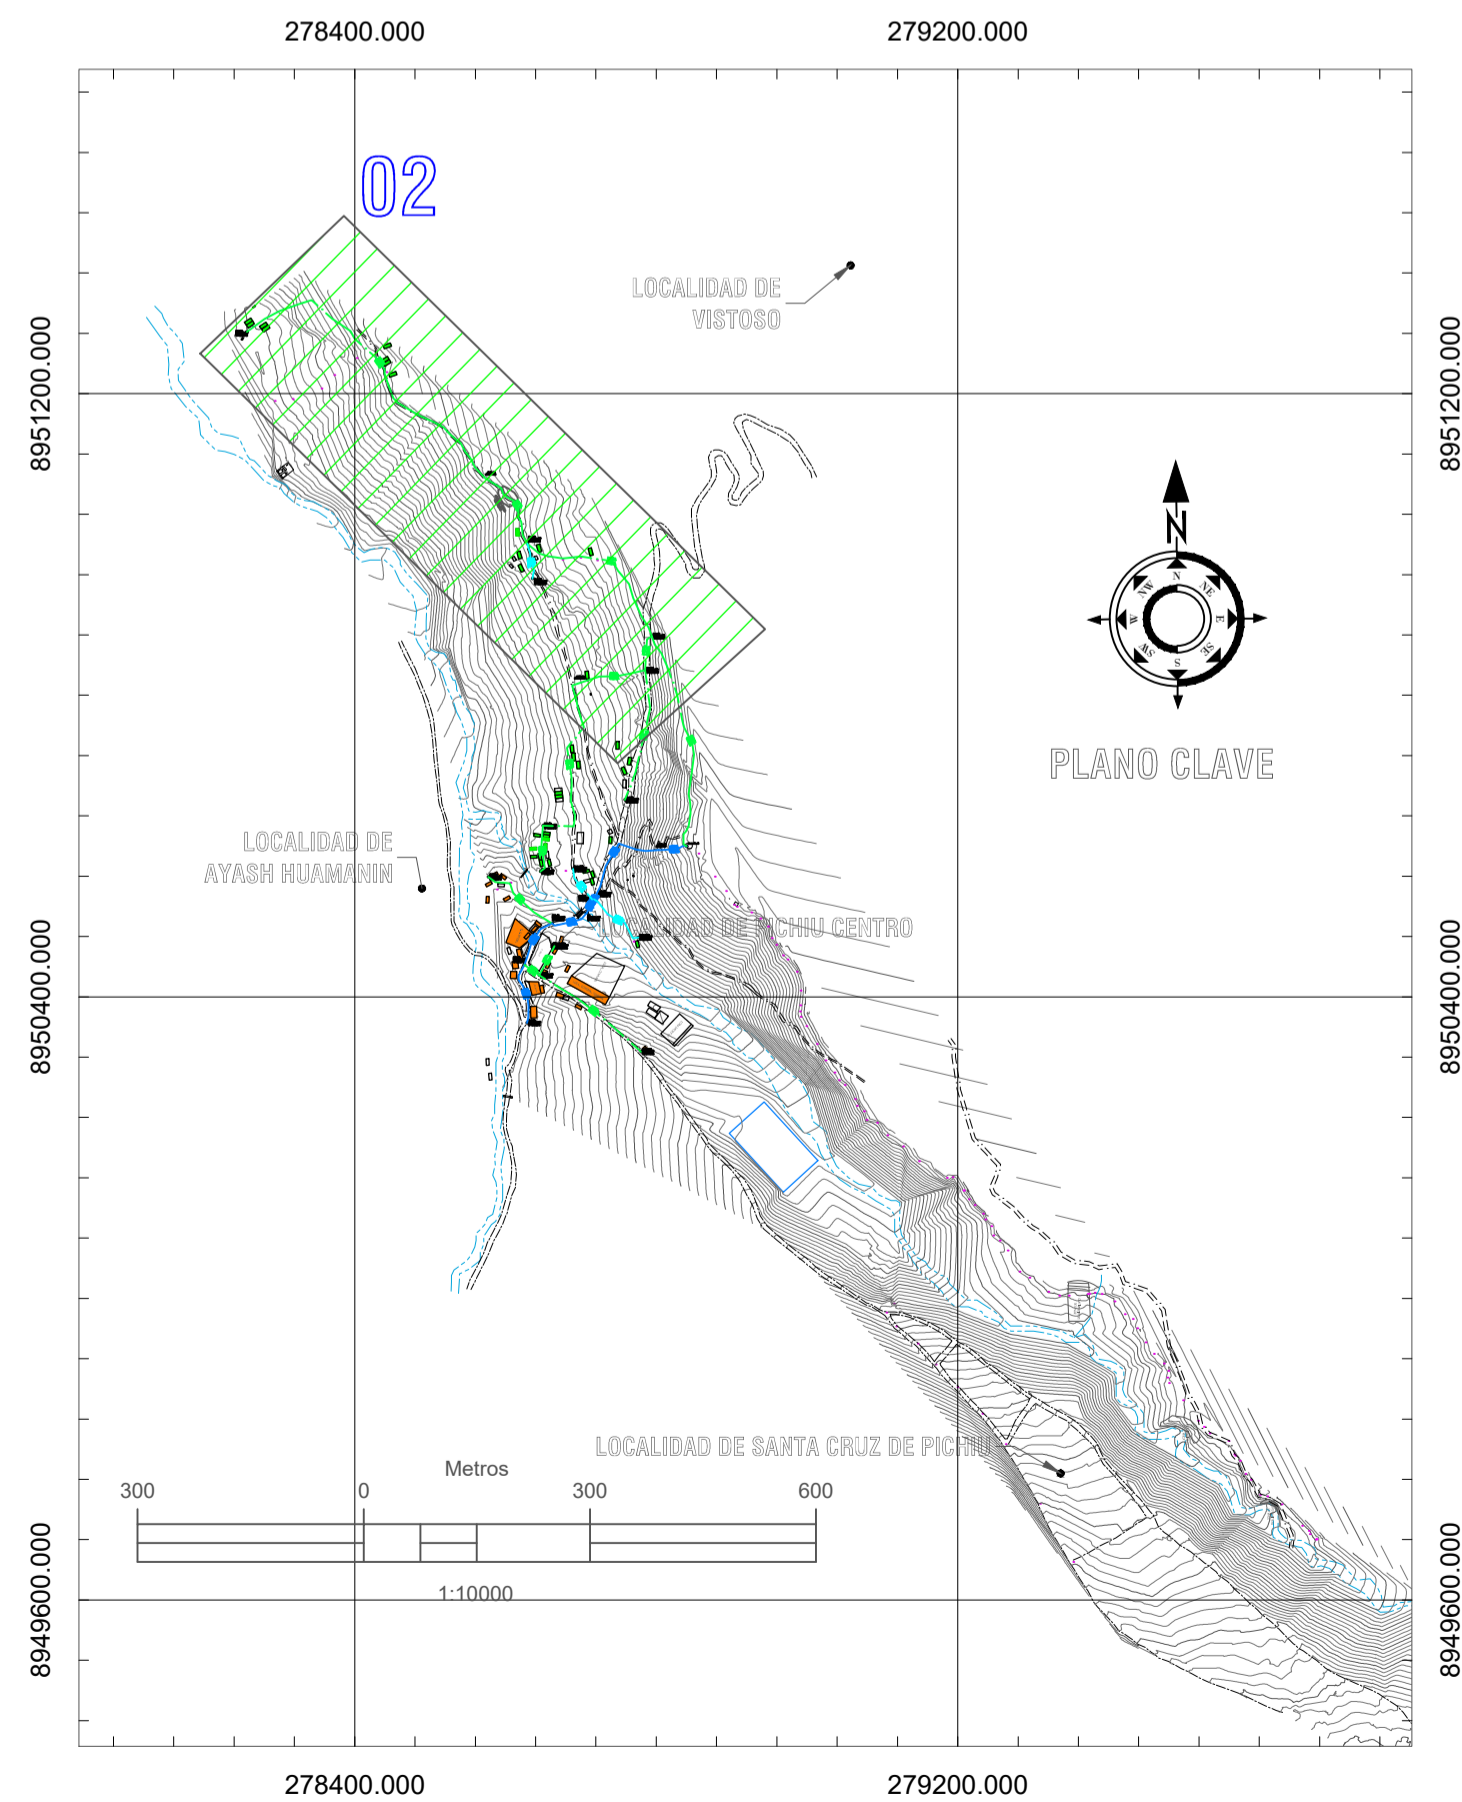 278400.000 279200.000
02
LOCALIDAD DE
VISTOSO
8951200.000 8951200.000
N
N
NE
E
SE
S
SW
W
NW
PLANO CLAVE
LOCALIDAD DE
AYASH HUAMANIN
LOCALIDAD DE PICHIU CENTRO
8950400.000 8950400.000
LOCALIDAD DE SANTA CRUZ DE PICHIU
Metros
300 0 300 600
1:10000
8949600.000 8949600.000
278400.000 279200.000